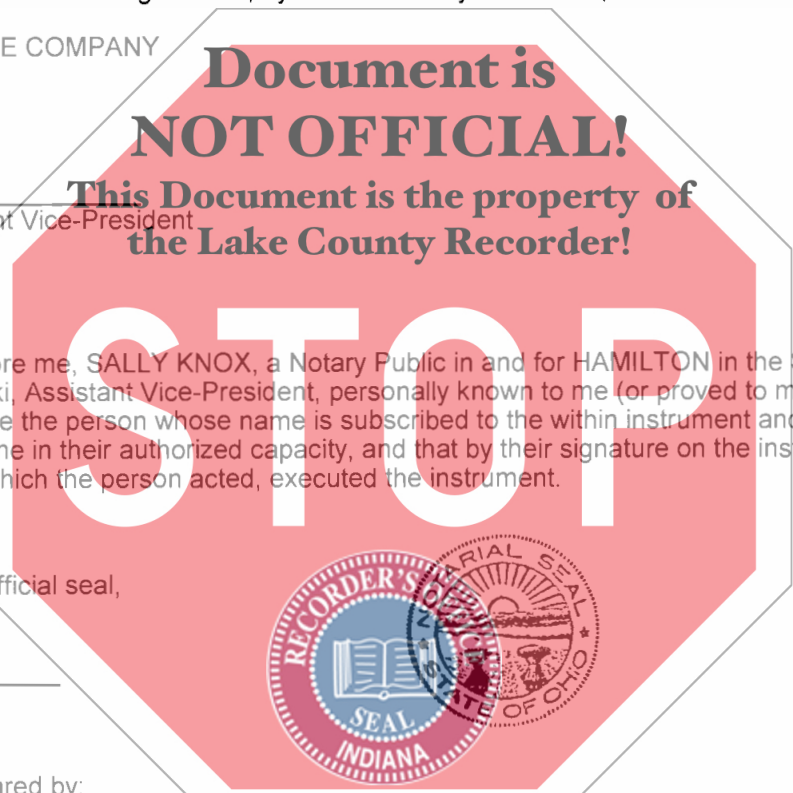 E COMPANY
Document is
NOT OFFICIAL!
This Document is the property of
the Lake County Recorder!
nt Vice-President
STOP
ore me, SALLY KNOX, a Notary Public in and for HAMILTON in the S
ki, Assistant Vice-President, personally known to me (or proved to m
e the person whose name is subscribed to the within instrument and
ne in their authorized capacity, and that by their signature on the ins
hich the person acted, executed the instrument.
fficial seal,
RECORDER'S OFFICE
SEAL
INDIANA
NOTARIAL SEAL
STATE OF OHIO
ared by: